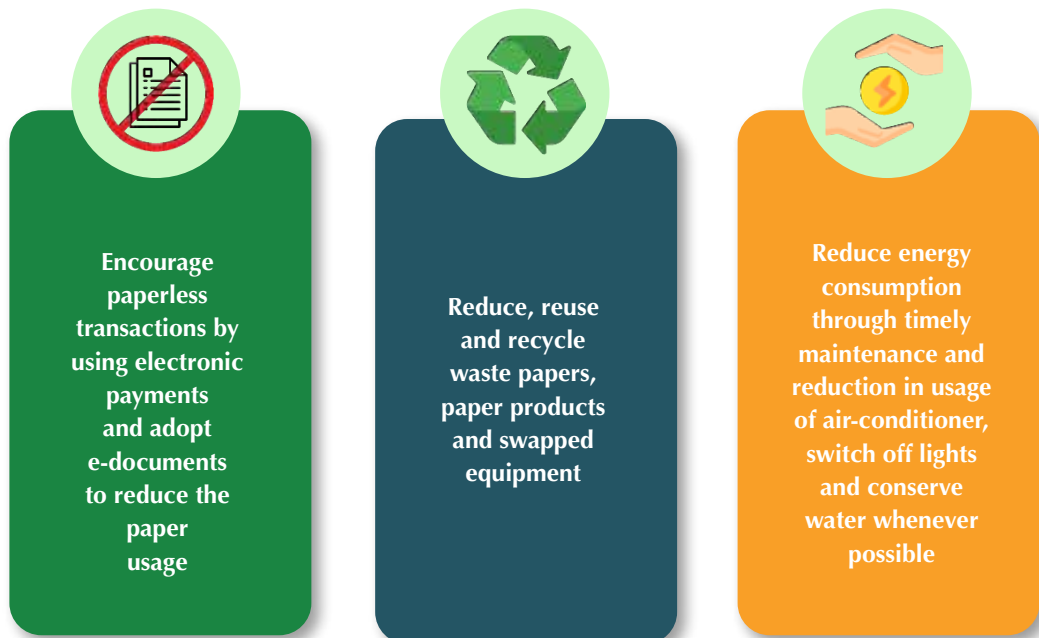 Encourage
paperless
transactions by
using electronic
payments
and adopt
e-documents
to reduce the
paper
usage
Reduce, reuse
and recycle
waste papers,
paper products
and swapped
equipment
Reduce energy
consumption
through timely
maintenance and
reduction in usage
of air-conditioner,
switch off lights
and conserve
water whenever
possible